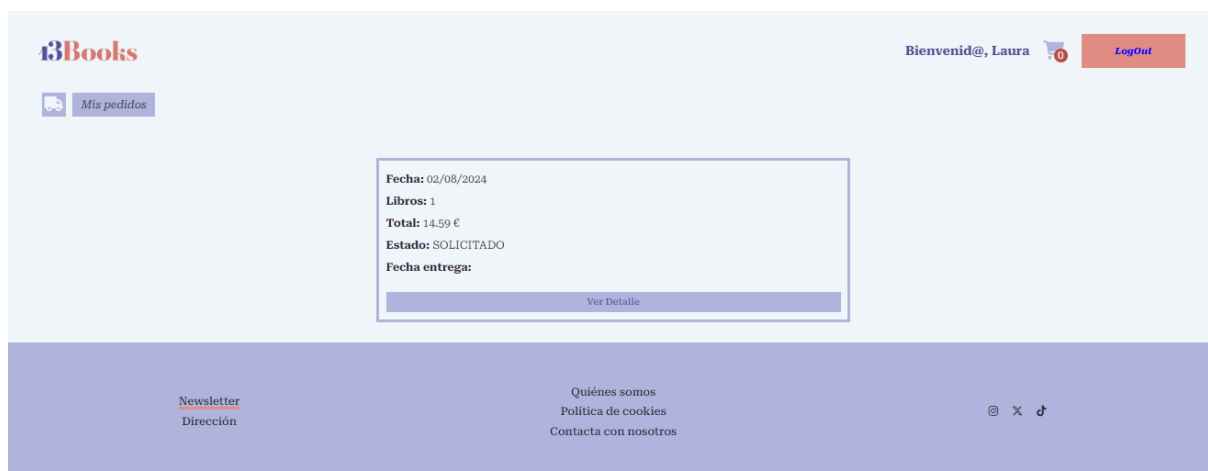 13Books
Bienvenid@, Laura
0
LogOut
Mis pedidos
Fecha: 02/08/2024
Libros: 1
Total: 14.59 €
Estado: SOLICITADO
Fecha entrega:
Ver Detalle
Newsletter
Dirección
Quiénes somos
Política de cookies
Contacta con nosotros